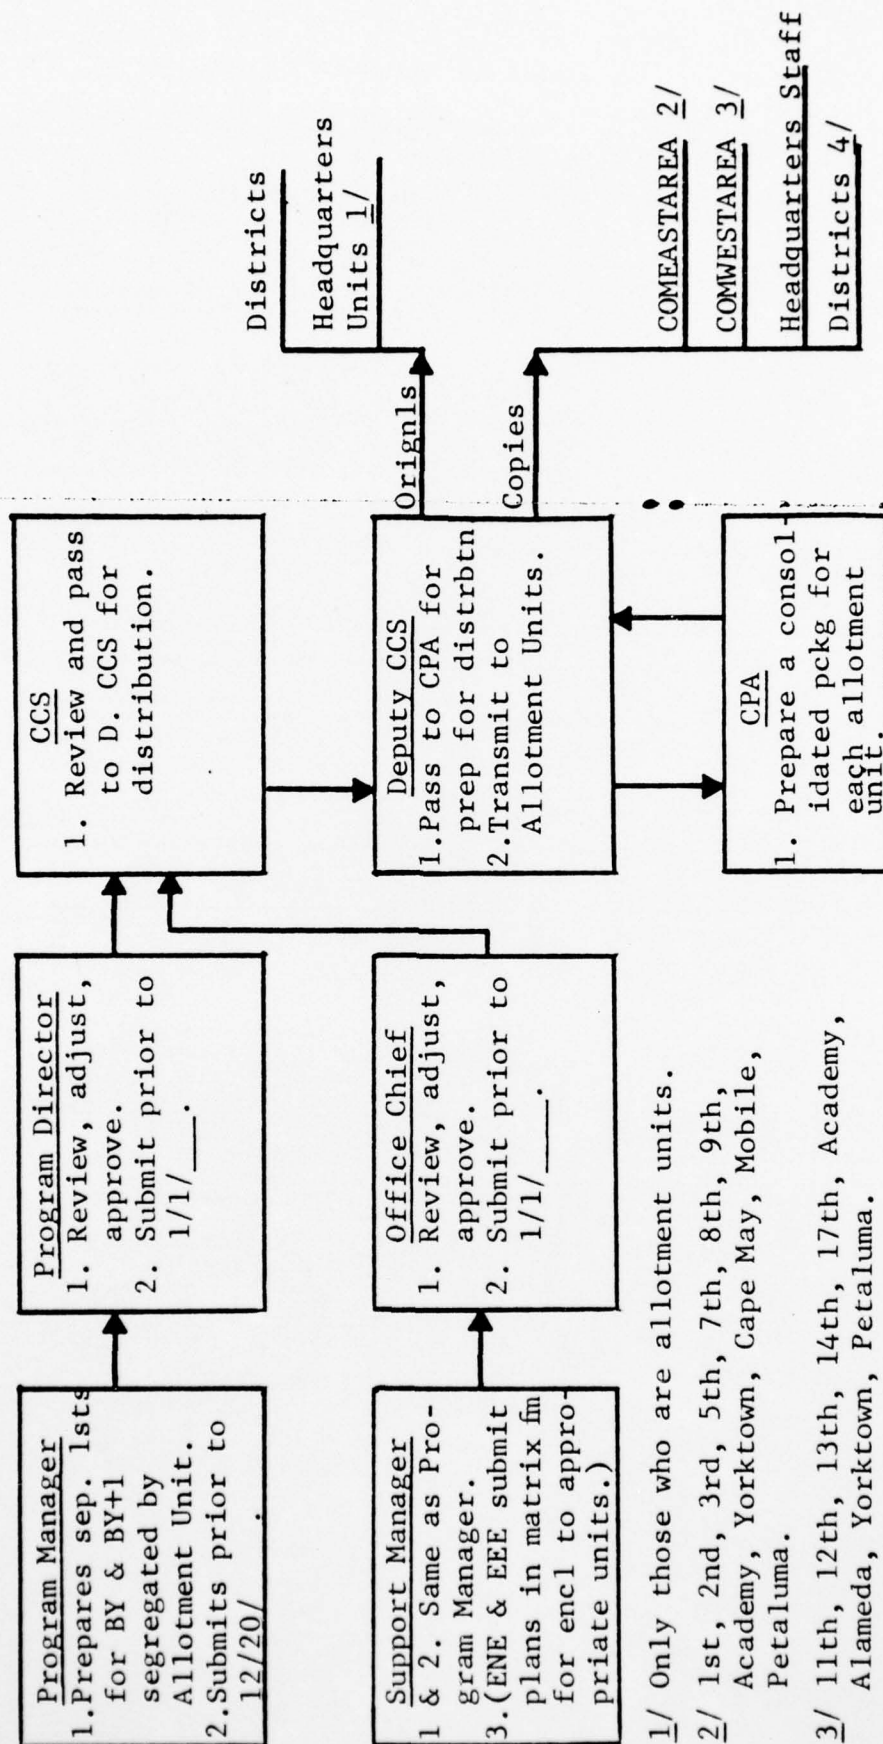 Program Manager
1.Prepares sep. lsts
for BY & BY+1
segregated by
Allotment Unit.
2.Submits prior to
12/20/ .
Program Director
1. Review, adjust,
approve.
2. Submit prior to
1/1/___.
CCS
1. Review and pass
to D. CCS for
distribution.
Support Manager
1 & 2. Same as Pro-
gram Manager.
3.(ENE & EEE submit
plans in matrix fm
for encl to appro-
priate units.)
Office Chief
1. Review, adjust,
approve.
2. Submit prior to
1/1/___.
Deputy CCS
1.Pass to CPA for
prep for distrbtn
2.Transmit to
Allotment Units.
Orignls
Districts
Headquarters
Units 1/
Copies
COMEASTAREA 2/
COMWESTAREA 3/
Headquarters Staff
Districts 4/
CPA
1. Prepare a consol-
idated pckg for
each allotment
unit.
1/ Only those who are allotment units.
2/ 1st, 2nd, 3rd, 5th, 7th, 8th, 9th,
Academy, Yorktown, Cape May, Mobile,
Petaluma.
3/ 11th, 12th, 13th, 14th, 17th, Academy,
Alameda, Yorktown, Petaluma.